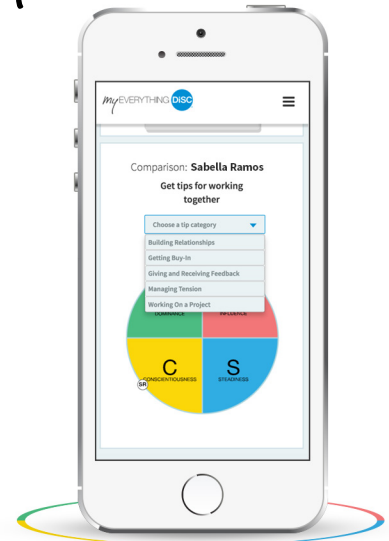 my EVERYTHING DiSC
Comparison: Sabella Ramos
Get tips for working
together
Choose a tip category
Building Relationships
Getting Buy-In
Giving and Receiving Feedback
Managing Tension
Working On a Project
DOMINANCE INFLUENCE
C S
CONSCIENTIOUSNESS STEADINESS
SR